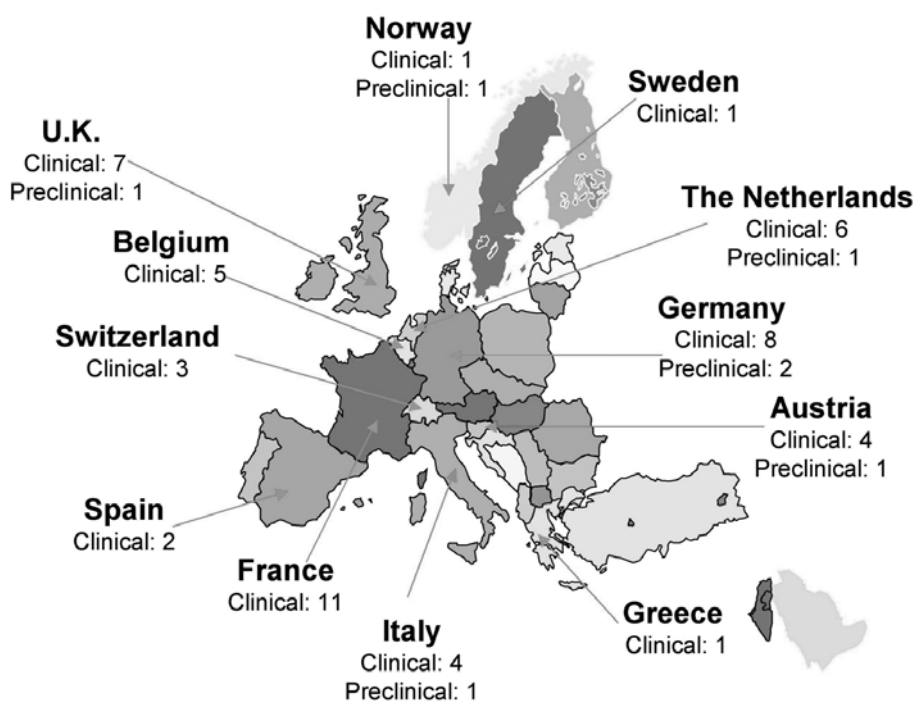 Norway
Clinical: 1
Preclinical: 1
Sweden
Clinical: 1
U.K.
Clinical: 7
Preclinical: 1
The Netherlands
Clinical: 6
Preclinical: 1
Belgium
Clinical: 5
Germany
Clinical: 8
Preclinical: 2
Switzerland
Clinical: 3
Austria
Clinical: 4
Preclinical: 1
Spain
Clinical: 2
France
Clinical: 11
Greece
Clinical: 1
Italy
Clinical: 4
Preclinical: 1